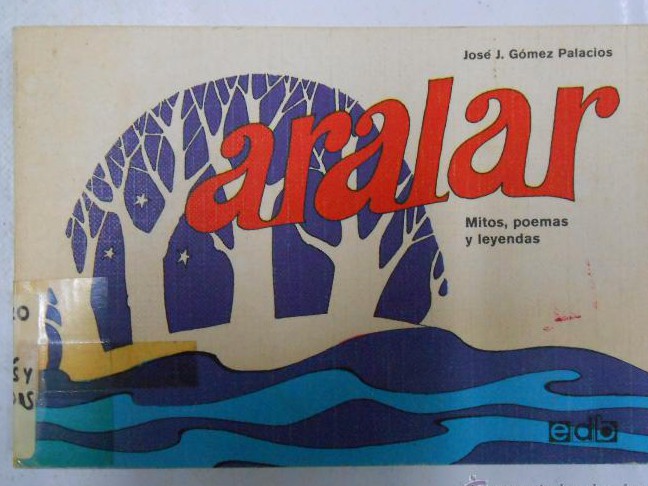 José J. Gómez Palacios
aralar
Mitos, poemas
y leyendas
edb